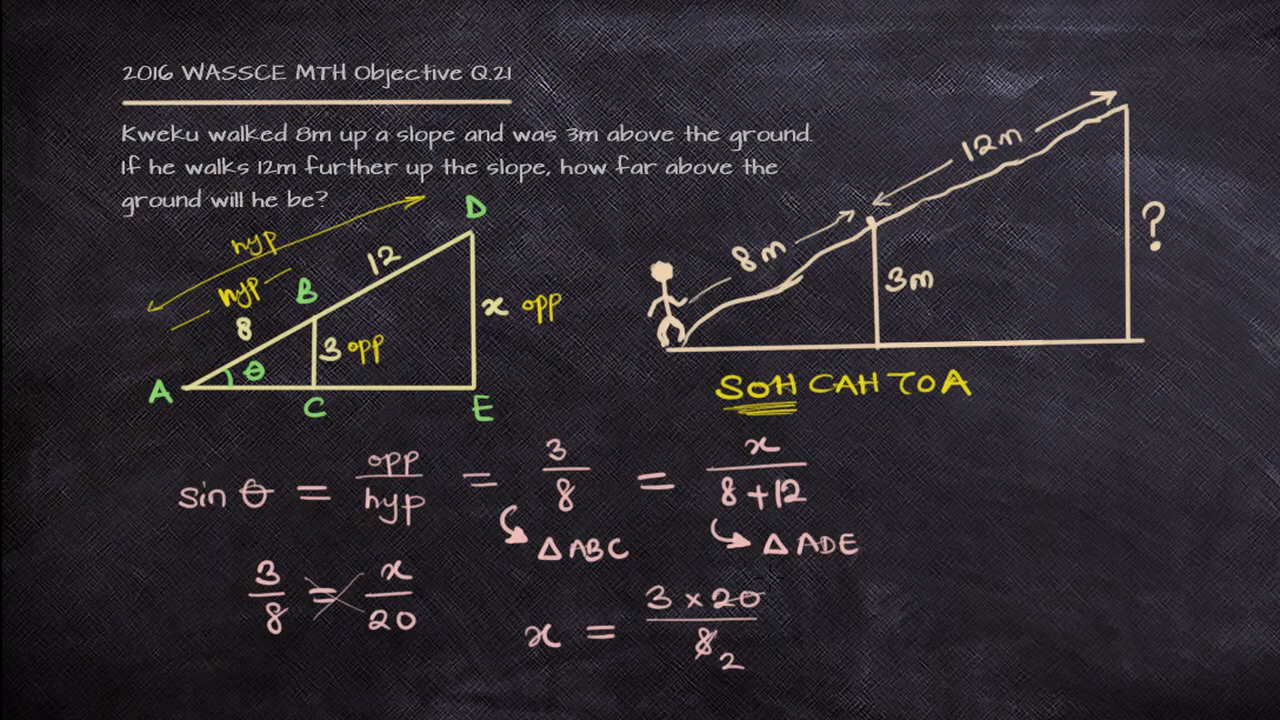 2016 WASSCE MTH Objective Q.21
Kweku walked 8m up a slope and was 3m above the ground.
If he walks 12m further up the slope, how far above the
ground will he be?
hyp
hyp
8
12
A
B
C
D
E
θ
3 opp
x opp
8m
12m
3m
?
SOH CAH TOA
sin θ = opp/hyp = 3/8 = x/(8+12)
Δ ABC
Δ ADE
3/8 = x/20
x = (3 × 20)/8
2